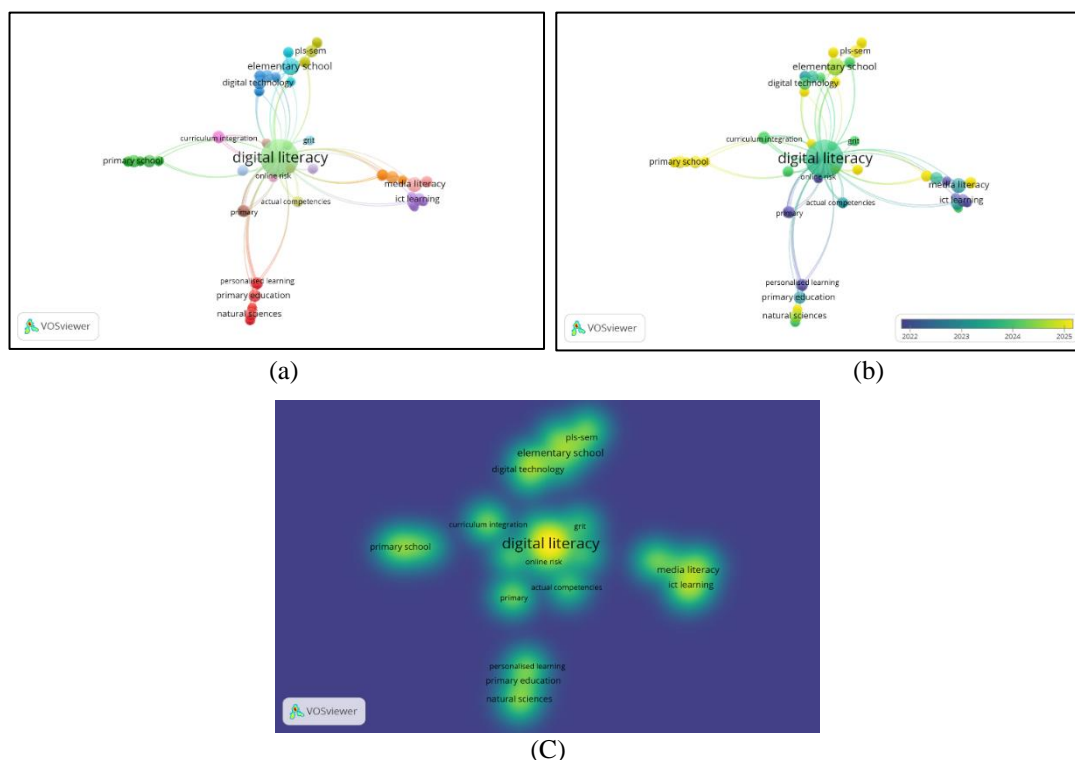 pls-sem
elementary school
digital technology
curriculum integration
grit
digital literacy
primary school
online risk
media literacy
ict learning
actual competencies
primary
personalised learning
primary education
natural sciences
VOSviewer
(a)
pls-sem
elementary school
digital technology
curriculum integration
grit
digital literacy
primary school
online risk
media literacy
ict learning
actual competencies
primary
personalised learning
primary education
natural sciences
VOSviewer
2022 2023 2024 2025
(b)
pls-sem
elementary school
digital technology
curriculum integration
grit
digital literacy
primary school
online risk
media literacy
ict learning
actual competencies
primary
personalised learning
primary education
natural sciences
VOSviewer
(C)